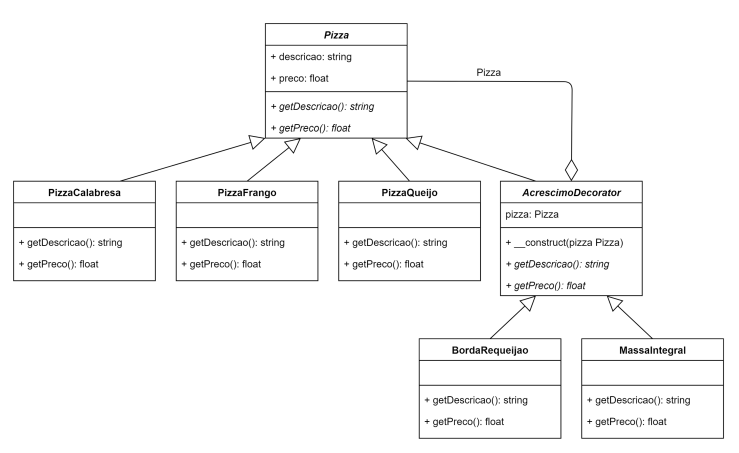 Pizza
+ descricao: string
+ preco: float
+ getDescricao(): string
+ getPreco(): float
Pizza
PizzaCalabresa
+ getDescricao(): string
+ getPreco(): float
PizzaFrango
+ getDescricao(): string
+ getPreco(): float
PizzaQueijo
+ getDescricao(): string
+ getPreco(): float
AcrescimoDecorator
pizza: Pizza
+ __construct(pizza Pizza)
+ getDescricao(): string
+ getPreco(): float
BordaRequeijao
+ getDescricao(): string
+ getPreco(): float
MassaIntegral
+ getDescricao(): string
+ getPreco(): float